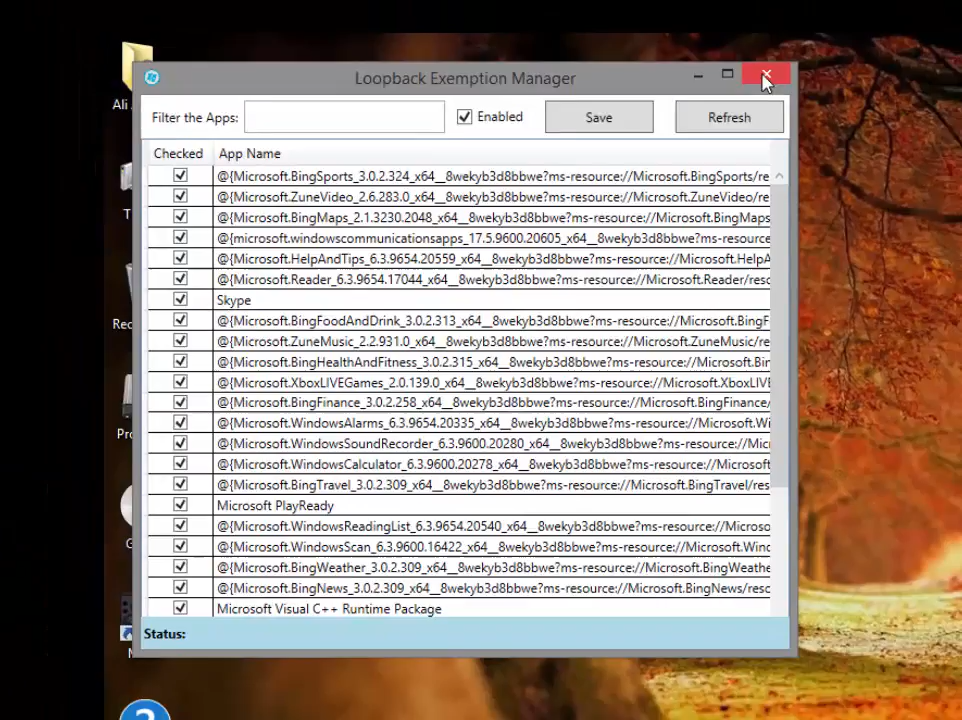 Loopback Exemption Manager
Filter the Apps:
Enabled
Save
Refresh
Checked
App Name
@{Microsoft.BingSports_3.0.2.324_x64__8wekyb3d8bbwe?ms-resource://Microsoft.BingSports/re
@{Microsoft.ZuneVideo_2.6.283.0_x64__8wekyb3d8bbwe?ms-resource://Microsoft.ZuneVideo/re
@{Microsoft.BingMaps_2.1.3230.2048_x64__8wekyb3d8bbwe?ms-resource://Microsoft.BingMaps
@{microsoft.windowscommunicationsapps_17.5.9600.20605_x64__8wekyb3d8bbwe?ms-resource
@{Microsoft.HelpAndTips_6.3.9654.20559_x64__8wekyb3d8bbwe?ms-resource://Microsoft.HelpA
@{Microsoft.Reader_6.3.9654.17044_x64__8wekyb3d8bbwe?ms-resource://Microsoft.Reader/resc
Skype
@{Microsoft.BingFoodAndDrink_3.0.2.313_x64__8wekyb3d8bbwe?ms-resource://Microsoft.BingF
@{Microsoft.ZuneMusic_2.2.931.0_x64__8wekyb3d8bbwe?ms-resource://Microsoft.ZuneMusic/re
@{Microsoft.BingHealthAndFitness_3.0.2.315_x64__8wekyb3d8bbwe?ms-resource://Microsoft.Bin
@{Microsoft.XboxLIVEGames_2.0.139.0_x64__8wekyb3d8bbwe?ms-resource://Microsoft.XboxLIVE
@{Microsoft.BingFinance_3.0.2.258_x64__8wekyb3d8bbwe?ms-resource://Microsoft.BingFinance/
@{Microsoft.WindowsAlarms_6.3.9654.20335_x64__8wekyb3d8bbwe?ms-resource://Microsoft.Wi
@{Microsoft.WindowsSoundRecorder_6.3.9600.20280_x64__8wekyb3d8bbwe?ms-resource://Mic
@{Microsoft.WindowsCalculator_6.3.9600.20278_x64__8wekyb3d8bbwe?ms-resource://Microsoft
@{Microsoft.BingTravel_3.0.2.309_x64__8wekyb3d8bbwe?ms-resource://Microsoft.BingTravel/res
Microsoft PlayReady
@{Microsoft.WindowsReadingList_6.3.9654.20540_x64__8wekyb3d8bbwe?ms-resource://Microso
@{Microsoft.WindowsScan_6.3.9600.16422_x64__8wekyb3d8bbwe?ms-resource://Microsoft.Winc
@{Microsoft.BingWeather_3.0.2.309_x64__8wekyb3d8bbwe?ms-resource://Microsoft.BingWeathe
@{Microsoft.BingNews_3.0.2.309_x64__8wekyb3d8bbwe?ms-resource://Microsoft.BingNews/resc
Microsoft Visual C++ Runtime Package
Status:
Ali
T
Rec
Pro
G